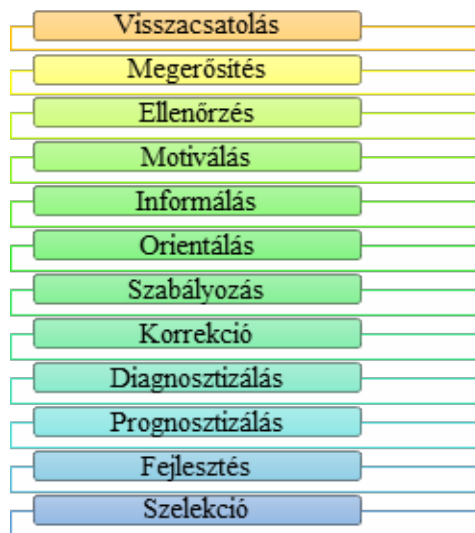 Visszacsatolás
Megerősítés
Ellenőrzés
Motiválás
Informálás
Orientálás
Szabályozás
Korrekció
Diagnosztizálás
Prognosztizálás
Fejlesztés
Szelekció